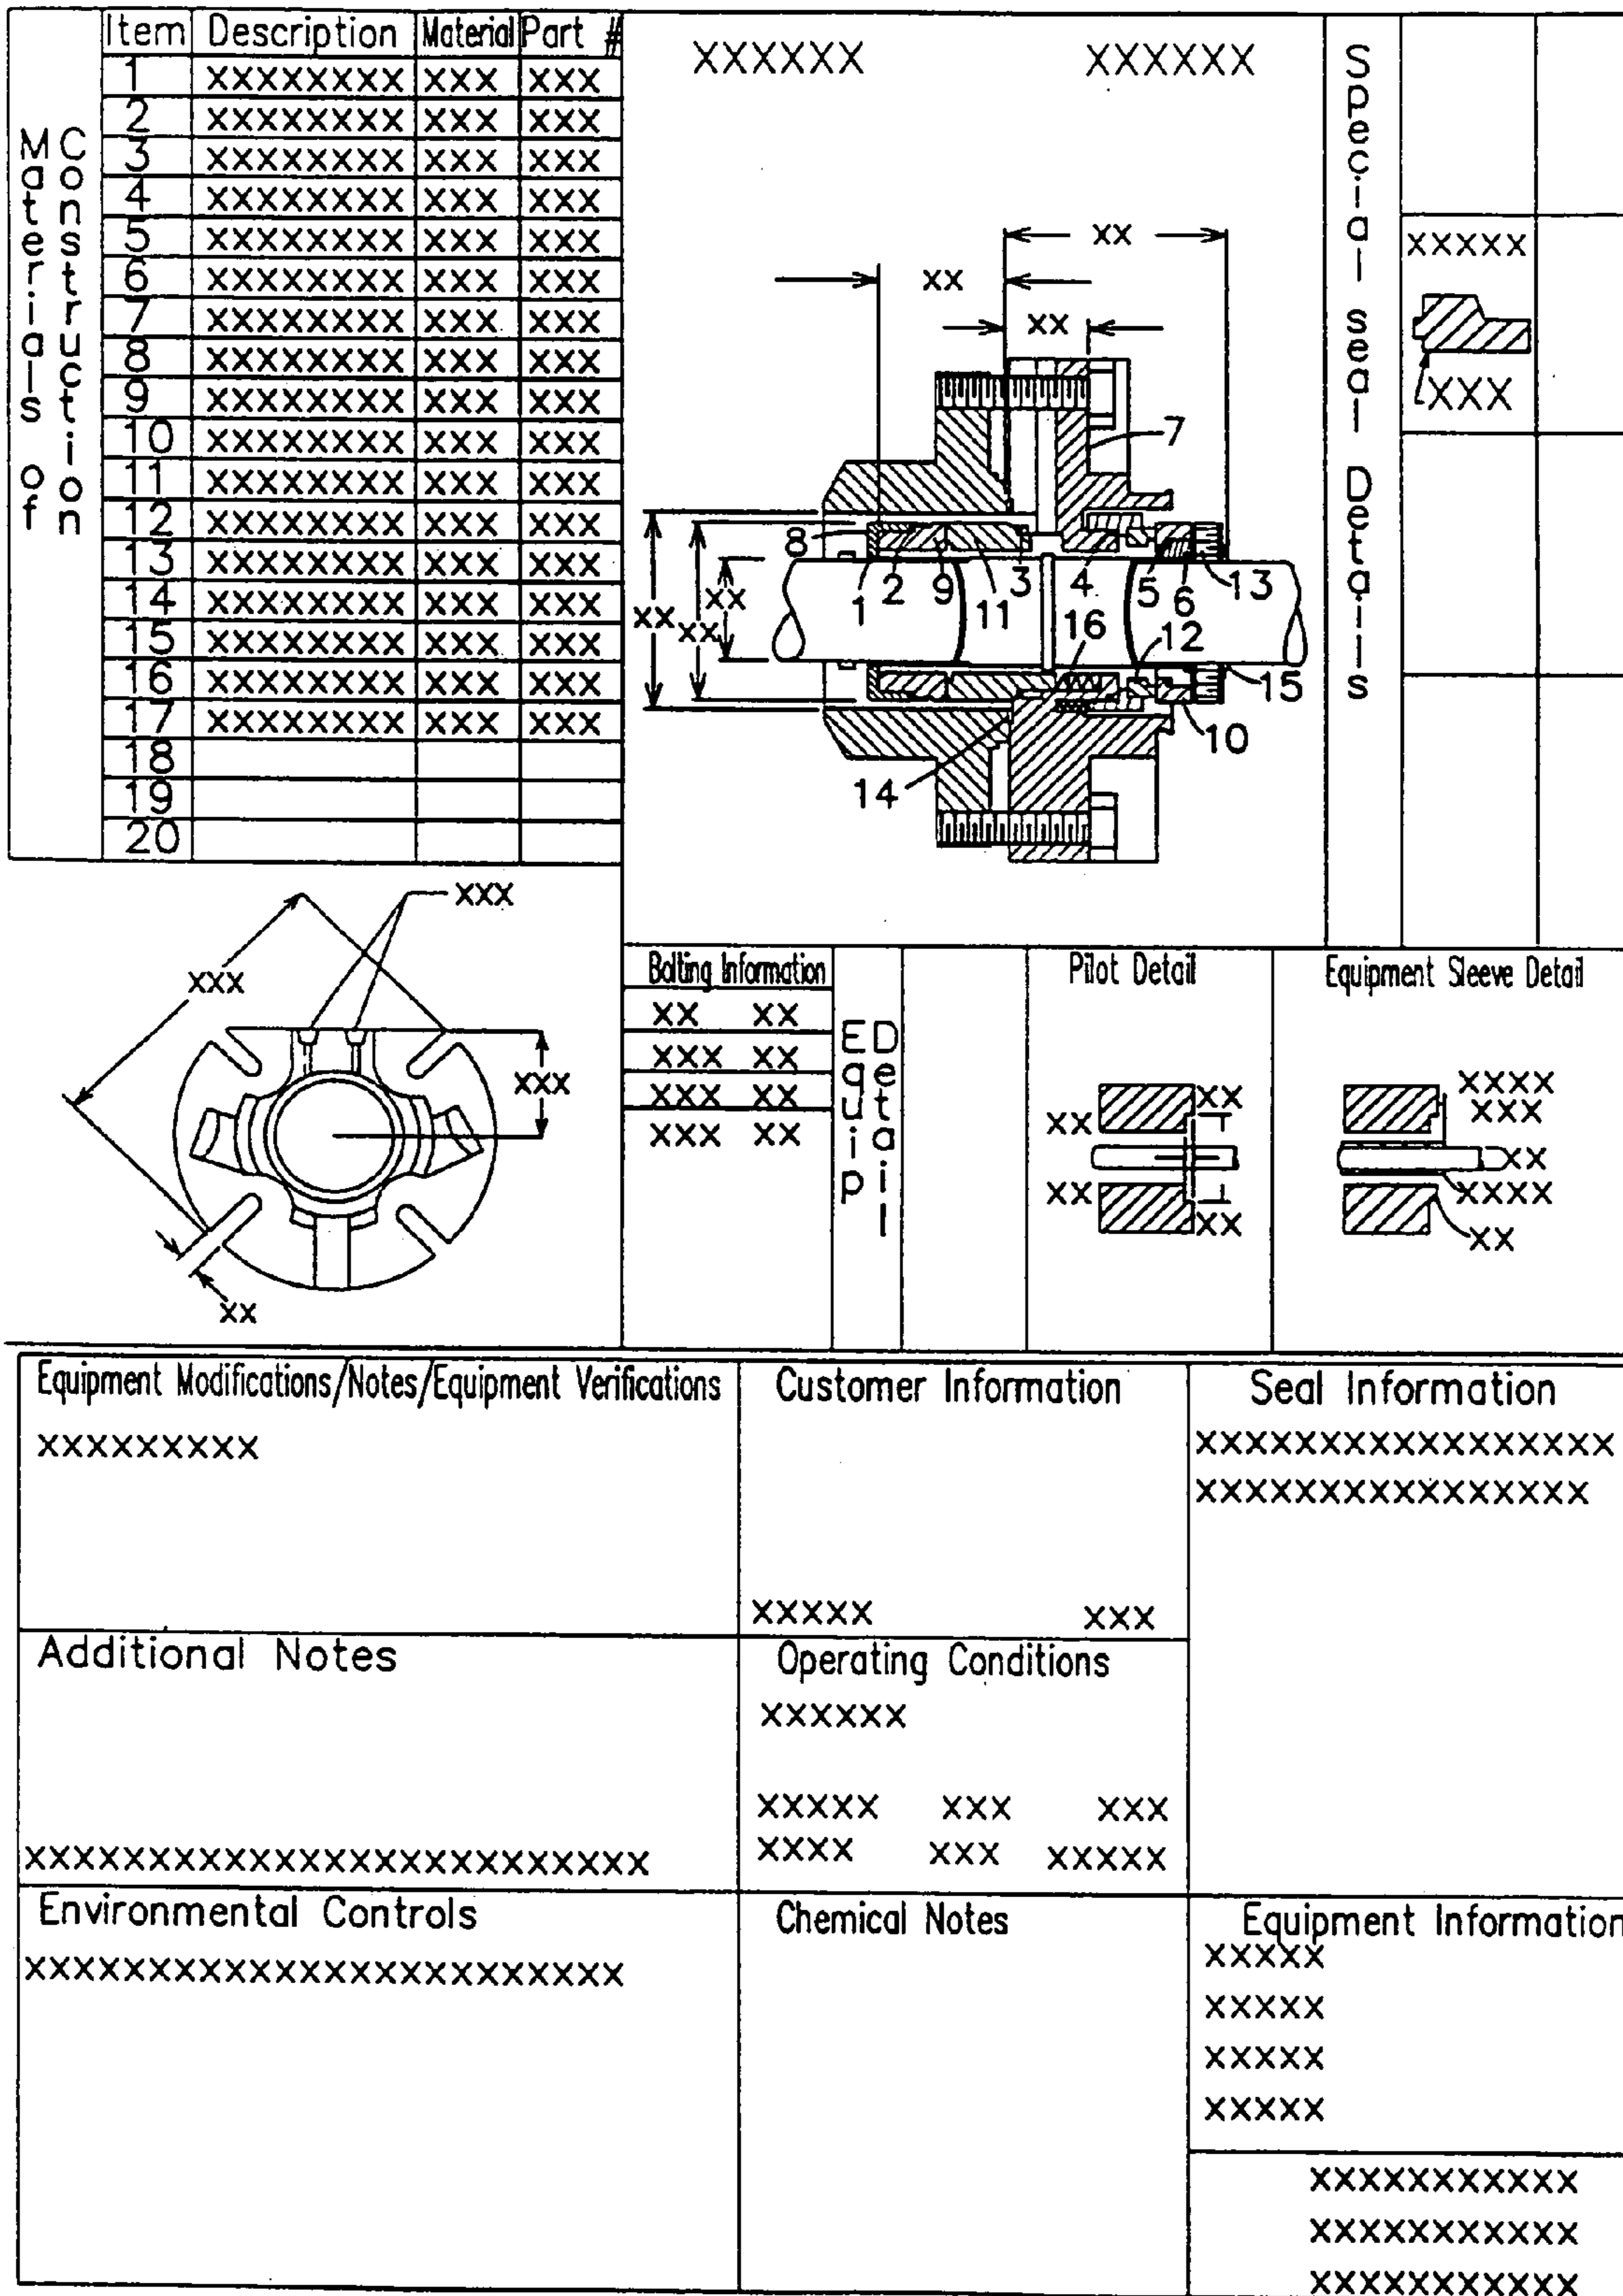 Materials of
Construction
Item Description Material Part #
1 XXXXXXXX XXX XXX
2 XXXXXXXX XXX XXX
3 XXXXXXXX XXX XXX
4 XXXXXXXX XXX XXX
5 XXXXXXXX XXX XXX
6 XXXXXXXX XXX XXX
7 XXXXXXXX XXX XXX
8 XXXXXXXX XXX XXX
9 XXXXXXXX XXX XXX
10 XXXXXXXX XXX XXX
11 XXXXXXXX XXX XXX
12 XXXXXXXX XXX XXX
13 XXXXXXXX XXX XXX
14 XXXXXXXX XXX XXX
15 XXXXXXXX XXX XXX
16 XXXXXXXX XXX XXX
17 XXXXXXXX XXX XXX
18
19
20
XXXXXX XXXXXX
XX
XX
XX
7
8
1 2 9 11 3 4 5 6 13
XX XX XX
16 12
15
10
14
Special seal Details
XXXXX
XXX
XXX
XXX
XXX
XX
Bolting Information
XX XX
XXX XX
XXX XX
XXX XX
Equip
Detail
Pilot Detail
XX
XX
XX
XX
Equipment Sleeve Detail
XXXX
XXX
XX
XXXX
XX
Equipment Modifications/Notes/Equipment Verifications
XXXXXXXXX
Customer Information
XXXXX XXX
Seal Information
XXXXXXXXXXXXXXXXX
XXXXXXXXXXXXXXXX
Additional Notes
XXXXXXXXXXXXXXXXXXXXXXXXX
Operating Conditions
XXXXXX
XXXXX XXX XXX
XXXX XXX XXXXX
Environmental Controls
XXXXXXXXXXXXXXXXXXXXXXXX
Chemical Notes
Equipment Information
XXXXX
XXXXX
XXXXX
XXXXX
XXXXXXXXXXX
XXXXXXXXXXX
XXXXXXXXXXX